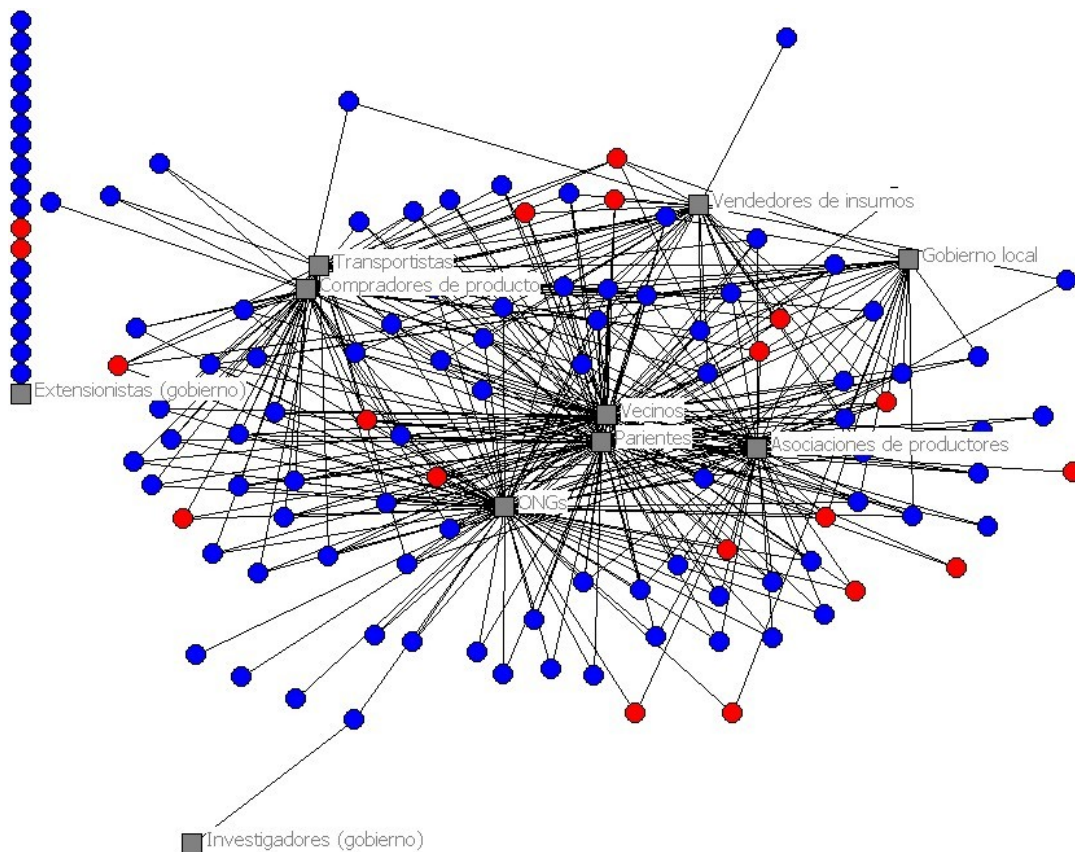 Vendedores de insumos
Gobierno local
Transportistas
Compradores de producto
Extensionistas (gobierno)
Vecinos
Parientes
Asociaciones de productores
ONGs
Investigadores (gobierno)